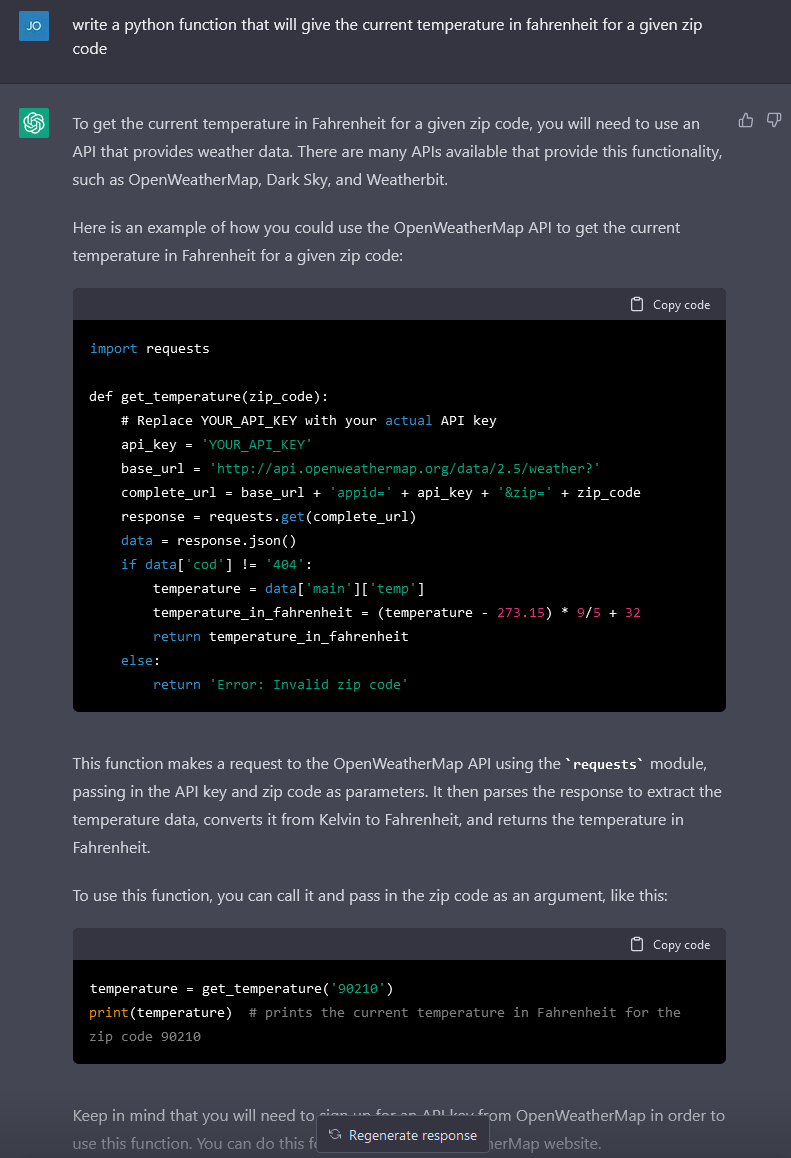 JO
write a python function that will give the current temperature in fahrenheit for a given zip
code
To get the current temperature in Fahrenheit for a given zip code, you will need to use an
API that provides weather data. There are many APIs available that provide this functionality,
such as OpenWeatherMap, Dark Sky, and Weatherbit.
Here is an example of how you could use the OpenWeatherMap API to get the current
temperature in Fahrenheit for a given zip code:
Copy code
import requests
def get_temperature(zip_code):
    # Replace YOUR_API_KEY with your actual API key
    api_key = 'YOUR_API_KEY'
    base_url = 'http://api.openweathermap.org/data/2.5/weather?'
    complete_url = base_url + 'appid=' + api_key + '&zip=' + zip_code
    response = requests.get(complete_url)
    data = response.json()
    if data['cod'] != '404':
        temperature = data['main']['temp']
        temperature_in_fahrenheit = (temperature - 273.15) * 9/5 + 32
        return temperature_in_fahrenheit
    else:
        return 'Error: Invalid zip code'
This function makes a request to the OpenWeatherMap API using the `requests` module,
passing in the API key and zip code as parameters. It then parses the response to extract the
temperature data, converts it from Kelvin to Fahrenheit, and returns the temperature in
Fahrenheit.
To use this function, you can call it and pass in the zip code as an argument, like this:
Copy code
temperature = get_temperature('90210')
print(temperature)  # prints the current temperature in Fahrenheit for the
zip code 90210
Keep in mind that you will need to sign up for an API key from OpenWeatherMap in order to
use this function. You can do this website.
Regenerate response